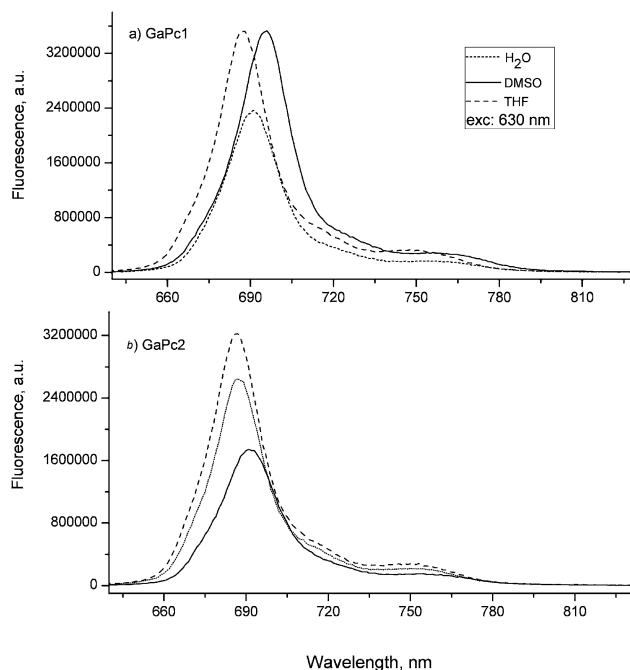 a) GaPc1
H₂O
DMSO
THF
exc: 630 nm
Fluorescence, a.u.
3200000
2400000
1600000
800000
0
660 690 720 750 780 810
b) GaPc2
Fluorescence, a.u.
3200000
2400000
1600000
800000
0
660 690 720 750 780 810
Wavelength, nm